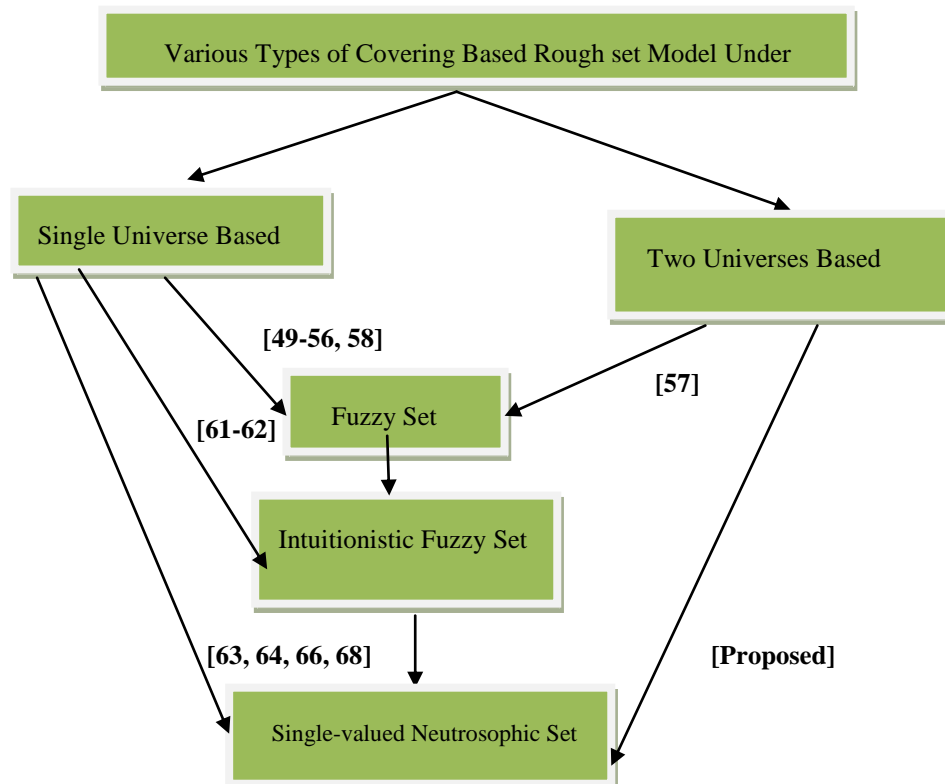 Various Types of Covering Based Rough set Model Under
Single Universe Based
Two Universes Based
[49-56, 58]
[57]
Fuzzy Set
[61-62]
Intuitionistic Fuzzy Set
[63, 64, 66, 68]
[Proposed]
Single-valued Neutrosophic Set